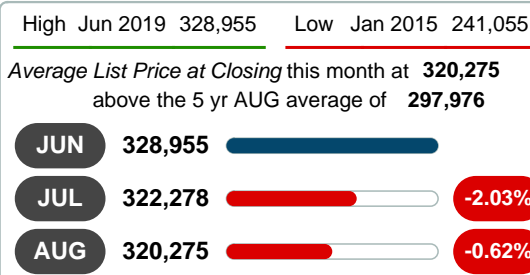 High Jun 2019 328,955 Low Jan 2015 241,055
Average List Price at Closing this month at 320,275
above the 5 yr AUG average of 297,976
JUN 328,955
JUL 322,278 -2.03%
AUG 320,275 -0.62%